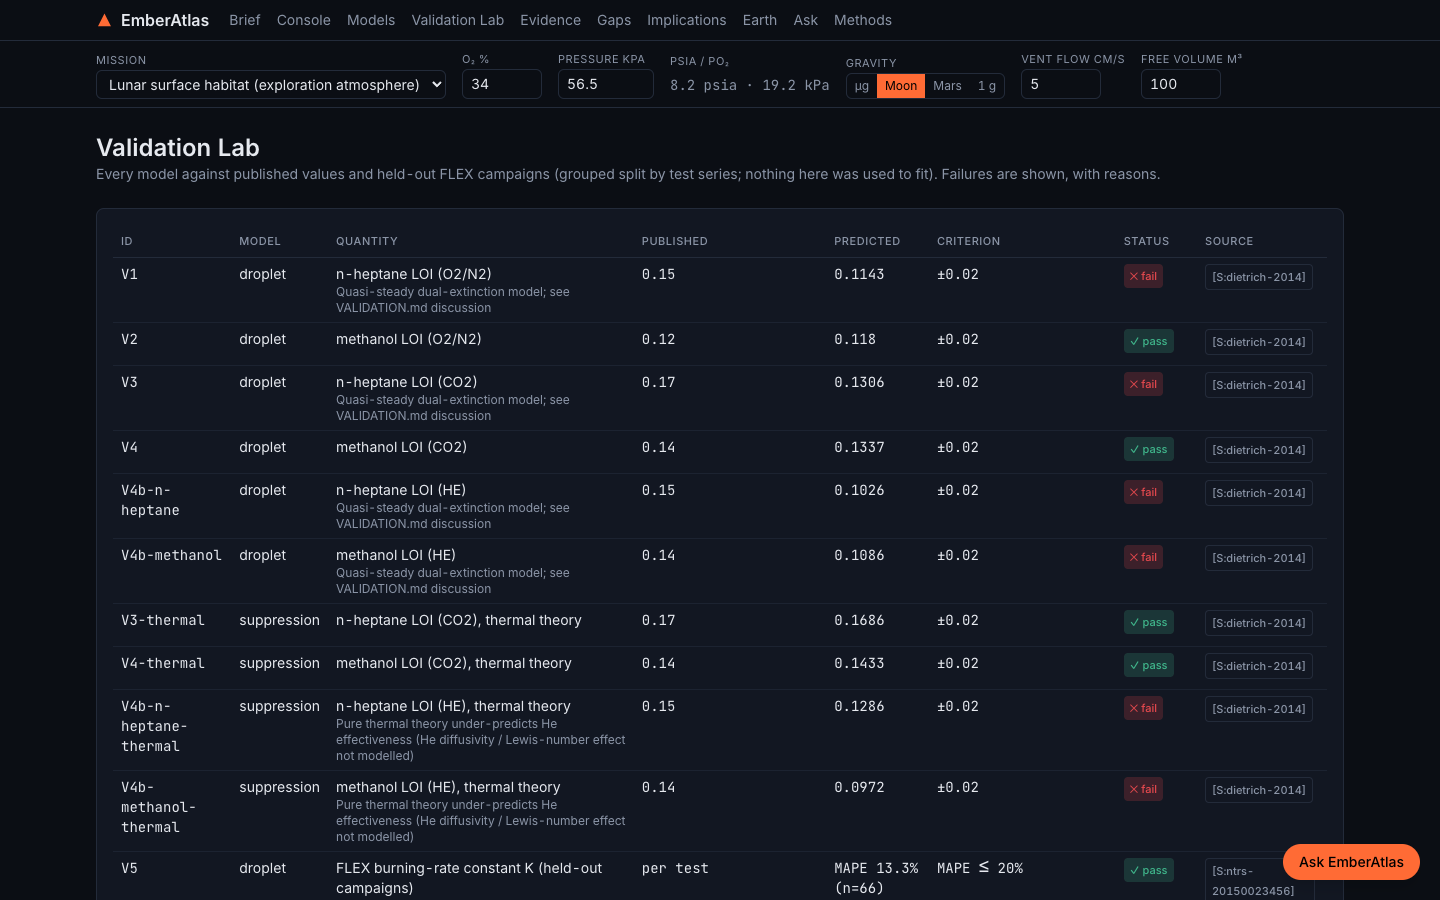 EmberAtlas Brief Console Models Validation Lab Evidence Gaps Implications Earth Ask Methods
MISSION O₂ % PRESSURE KPA PSIA / PO₂ GRAVITY VENT FLOW CM/S FREE VOLUME M³
Lunar surface habitat (exploration atmosphere) 34 56.5 8.2 psia · 19.2 kPa µg Moon Mars 1 g 5 100
Validation Lab
Every model against published values and held-out FLEX campaigns (grouped split by test series; nothing here was used to fit). Failures are shown, with reasons.
ID MODEL QUANTITY PUBLISHED PREDICTED CRITERION STATUS SOURCE
V1 droplet n-heptane LOI (O2/N2) 0.15 0.1143 ±0.02 ✕ fail [S:dietrich-2014]
Quasi-steady dual-extinction model; see
VALIDATION.md discussion
V2 droplet methanol LOI (O2/N2) 0.12 0.118 ±0.02 ✓ pass [S:dietrich-2014]
V3 droplet n-heptane LOI (CO2) 0.17 0.1306 ±0.02 ✕ fail [S:dietrich-2014]
Quasi-steady dual-extinction model; see
VALIDATION.md discussion
V4 droplet methanol LOI (CO2) 0.14 0.1337 ±0.02 ✓ pass [S:dietrich-2014]
V4b-n- droplet n-heptane LOI (HE) 0.15 0.1026 ±0.02 ✕ fail [S:dietrich-2014]
heptane Quasi-steady dual-extinction model; see
VALIDATION.md discussion
V4b-methanol droplet methanol LOI (HE) 0.14 0.1086 ±0.02 ✕ fail [S:dietrich-2014]
Quasi-steady dual-extinction model; see
VALIDATION.md discussion
V3-thermal suppression n-heptane LOI (CO2), thermal theory 0.17 0.1686 ±0.02 ✓ pass [S:dietrich-2014]
V4-thermal suppression methanol LOI (CO2), thermal theory 0.14 0.1433 ±0.02 ✓ pass [S:dietrich-2014]
V4b-n- suppression n-heptane LOI (HE), thermal theory 0.15 0.1286 ±0.02 ✕ fail [S:dietrich-2014]
heptane- Pure thermal theory under-predicts He
thermal effectiveness (He diffusivity / Lewis-number effect
not modelled)
V4b- suppression methanol LOI (HE), thermal theory 0.14 0.0972 ±0.02 ✕ fail [S:dietrich-2014]
methanol- Pure thermal theory under-predicts He
thermal effectiveness (He diffusivity / Lewis-number effect
not modelled)
V5 droplet FLEX burning-rate constant K (held-out per test MAPE 13.3% MAPE ≤ 20% ✓ pass [S:ntrs-
campaigns) (n=66) 20150023456]
Ask EmberAtlas